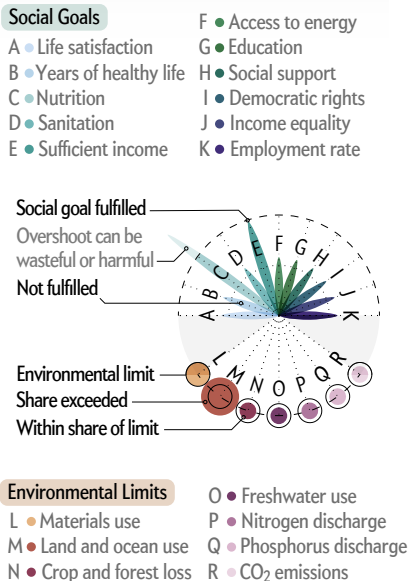 Social Goals
A Life satisfaction
B Years of healthy life
C Nutrition
D Sanitation
E Sufficient income
F Access to energy
G Education
H Social support
I Democratic rights
J Income equality
K Employment rate
Social goal fulfilled
Overshoot can be
wasteful or harmful
Not fulfilled
A B C D E F G H I J K
Environmental limit
Share exceeded
Within share of limit
L M N O P Q R
Environmental Limits
L Materials use
M Land and ocean use
N Crop and forest loss
O Freshwater use
P Nitrogen discharge
Q Phosphorus discharge
R CO₂ emissions